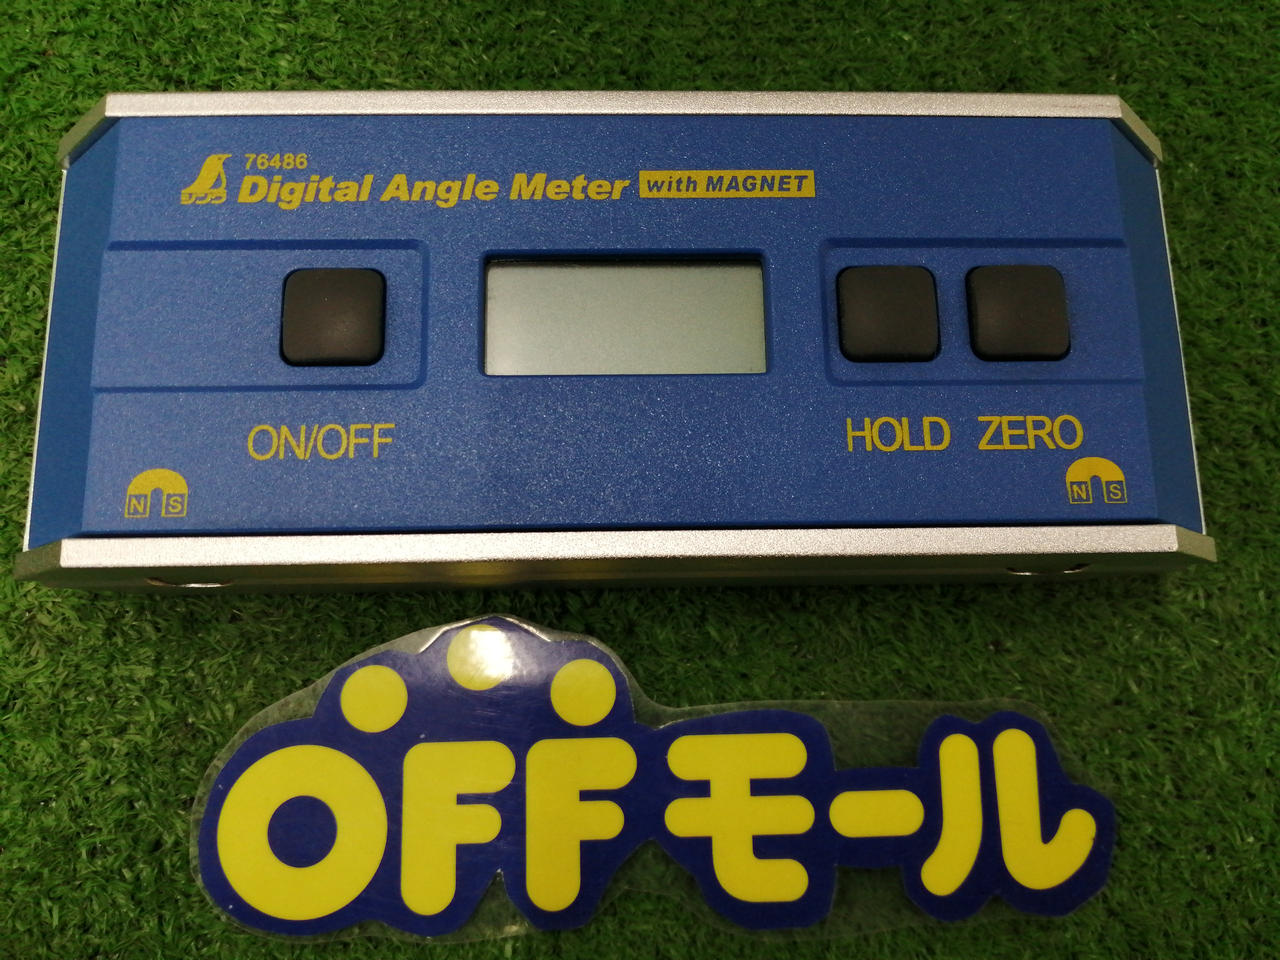 76486
Digital Angle Meter with MAGNET
ON/OFF
HOLD ZERO
N S
N S
OFFモール